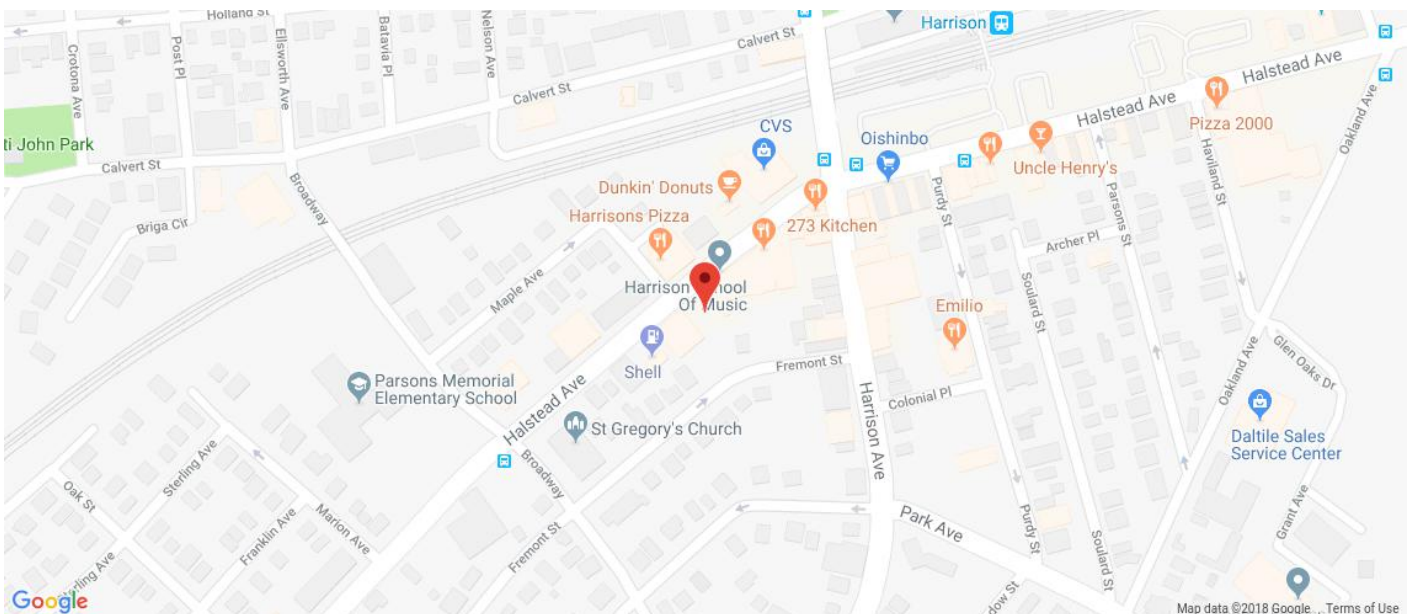 Holland St
Crotona Ave
Post Pl
Ellsworth Ave
Batavia Pl
Nelson Ave
Calvert St
Harrison
Halstead Ave
Oakland Ave
Calvert St
Halstead Ave
Pizza 2000
ti John Park
Calvert St
CVS
Oishinbo
Uncle Henry's
Haviland St
Parsons St
Purdy St
Broadway
Dunkin' Donuts
Briga Cir
Harrisons Pizza
273 Kitchen
Archer Pl
Maple Ave
Harrison School
Of Music
Soulard St
Emilio
Shell
Fremont St
Glen Oaks Dr
Oakland Ave
Parsons Memorial
Elementary School
Halstead Ave
Harrison Ave
Colonial Pl
St Gregory's Church
Daltile Sales
Service Center
Sterling Ave
Broadway
Oak St
Marion Ave
Franklin Ave
Fremont St
Park Ave
Purdy St
Soulard St
Grant Ave
Google
Map data ©2018 Google
Terms of Use